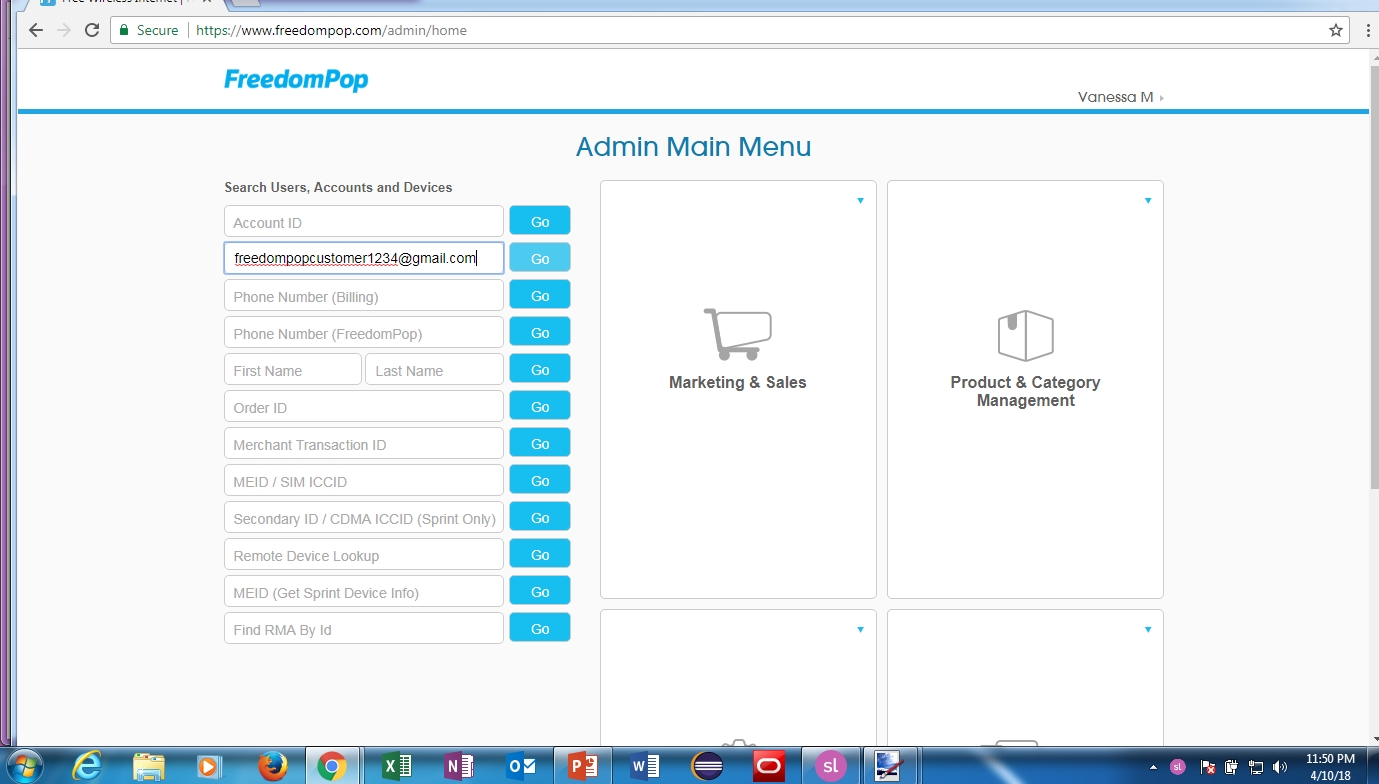 Free Wireless Internet |
Secure
https://www.freedompop.com/admin/home
FreedomPop
Vanessa M
Admin Main Menu
Search Users, Accounts and Devices
Account ID Go
freedompopcustomer1234@gmail.com Go
Phone Number (Billing) Go
Phone Number (FreedomPop) Go
First Name Last Name Go
Order ID Go
Merchant Transaction ID Go
MEID / SIM ICCID Go
Secondary ID / CDMA ICCID (Sprint Only) Go
Remote Device Lookup Go
MEID (Get Sprint Device Info) Go
Find RMA By Id Go
Marketing & Sales
Product & Category
Management
sl
sl
11:50 PM
4/10/18